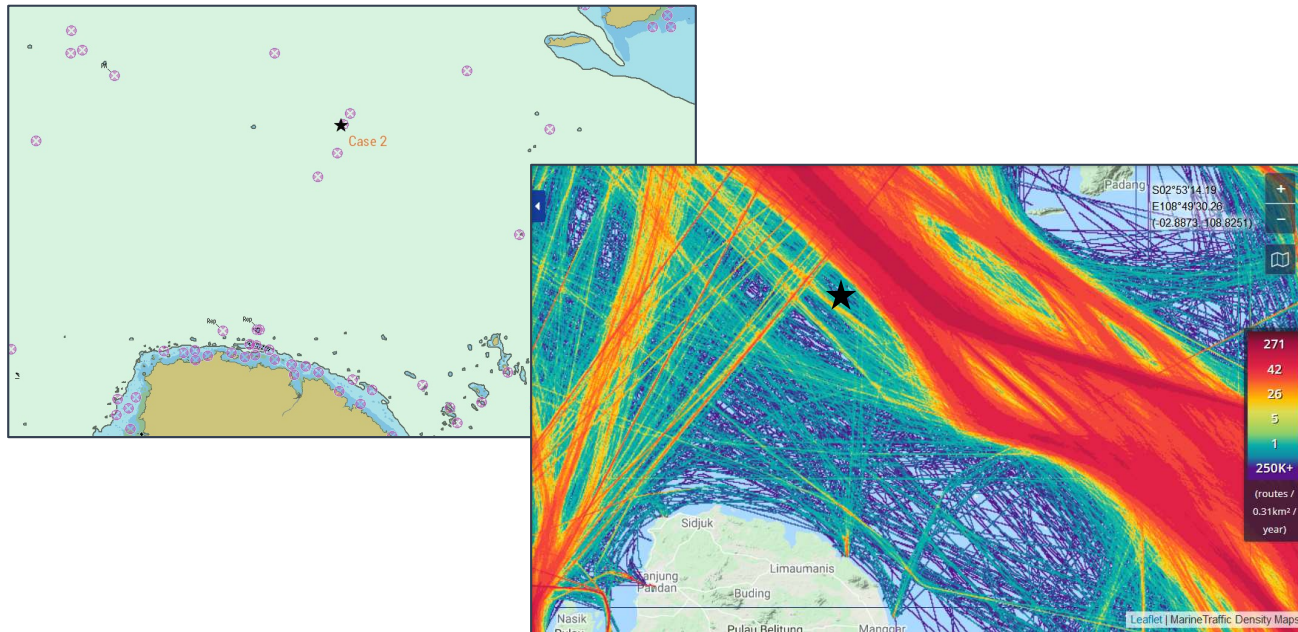 Case 2
Rep
Rep
Padang
S02°53'14.19
E108°49'30.26
(-02.8873, 108.8251)
+
−
271
42
26
5
1
250K+
(routes /
0.31km² /
year)
Sidjuk
Limaumanis
anjung
Pandan
Buding
Nasik
Pulau Belitung
Manggar
Leaflet | MarineTraffic Density Maps